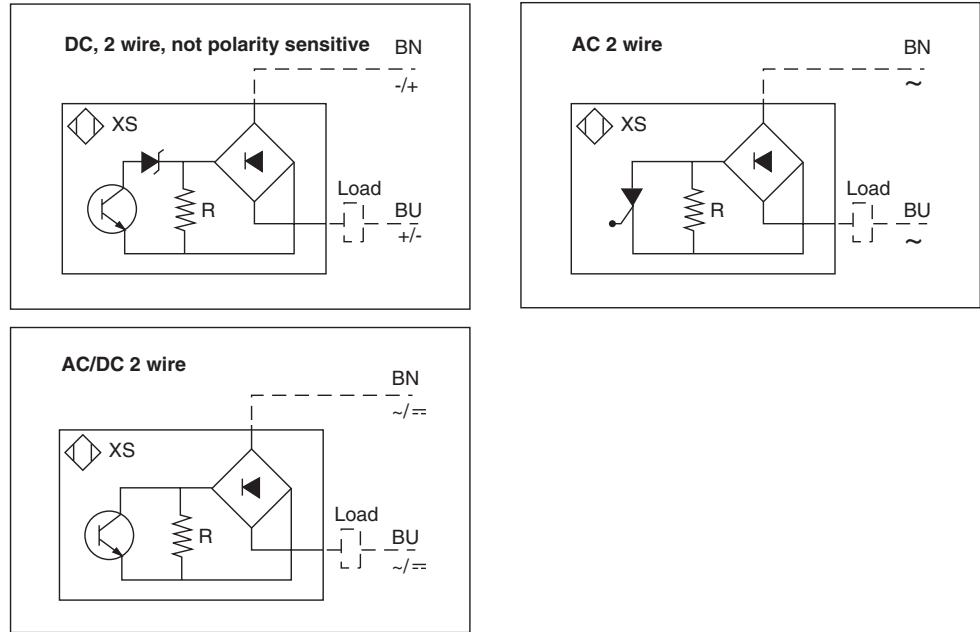 DC, 2 wire, not polarity sensitive
BN
-/+
XS
R
Load
BU
+/-
AC 2 wire
BN
~
XS
R
Load
BU
~
AC/DC 2 wire
BN
~/⎓
XS
R
Load
BU
~/⎓